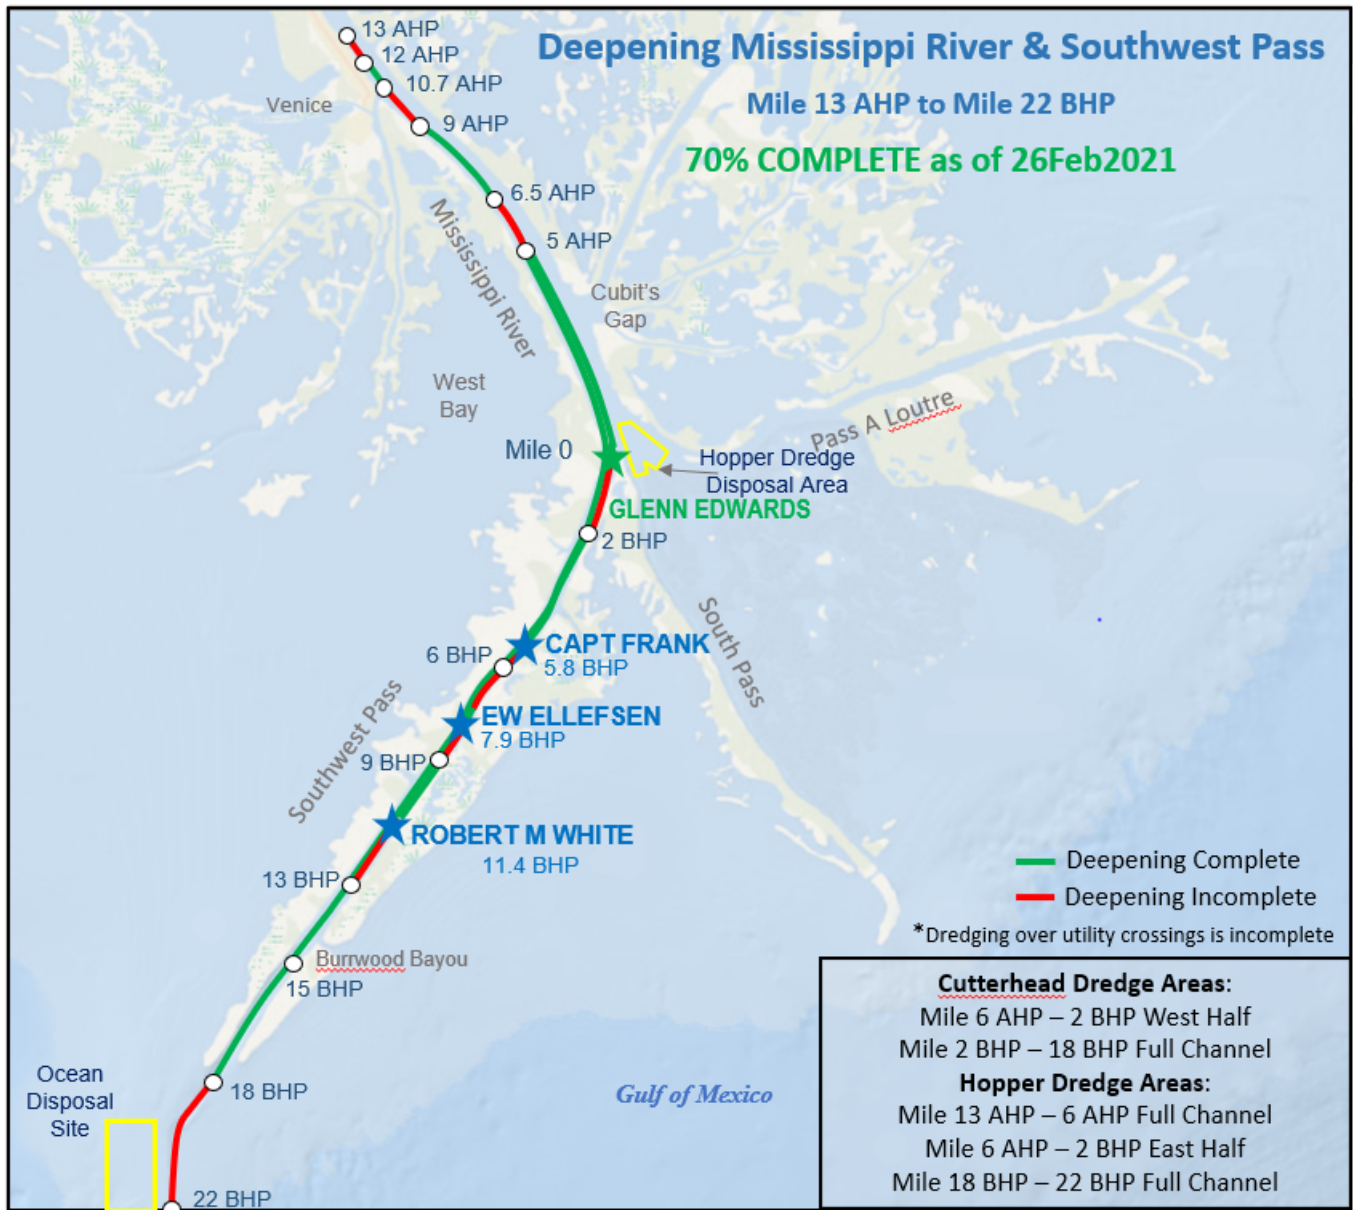 Deepening Mississippi River & Southwest Pass
Mile 13 AHP to Mile 22 BHP
70% COMPLETE as of 26Feb2021
13 AHP
12 AHP
10.7 AHP
Venice
9 AHP
6.5 AHP
Mississippi River
5 AHP
Cubit's
Gap
West
Bay
Pass A Loutre
Mile 0
Hopper Dredge
Disposal Area
GLENN EDWARDS
2 BHP
South Pass
CAPT FRANK
5.8 BHP
6 BHP
Southwest Pass
EW ELLEFSEN
7.9 BHP
9 BHP
ROBERT M WHITE
11.4 BHP
13 BHP
Burrwood Bayou
15 BHP
18 BHP
Ocean
Disposal
Site
22 BHP
Gulf of Mexico
Deepening Complete
Deepening Incomplete
*Dredging over utility crossings is incomplete
Cutterhead Dredge Areas:
Mile 6 AHP – 2 BHP West Half
Mile 2 BHP – 18 BHP Full Channel
Hopper Dredge Areas:
Mile 13 AHP – 6 AHP Full Channel
Mile 6 AHP – 2 BHP East Half
Mile 18 BHP – 22 BHP Full Channel